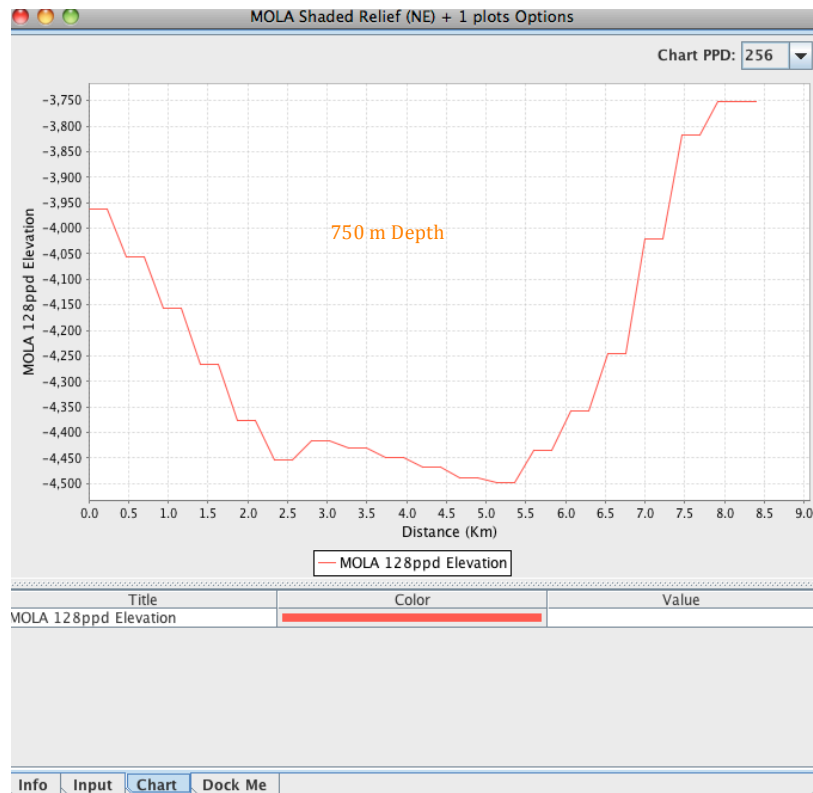 MOLA Shaded Relief (NE) + 1 plots Options
Chart PPD: 256
-3,750
-3,800
-3,850
-3,900
-3,950
-4,000
-4,050
-4,100
-4,150
-4,200
-4,250
-4,300
-4,350
-4,400
-4,450
-4,500
MOLA 128ppd Elevation
750 m Depth
0.0 0.5 1.0 1.5 2.0 2.5 3.0 3.5 4.0 4.5 5.0 5.5 6.0 6.5 7.0 7.5 8.0 8.5 9.0
Distance (Km)
MOLA 128ppd Elevation
Title Color Value
MOLA 128ppd Elevation
Info Input Chart Dock Me